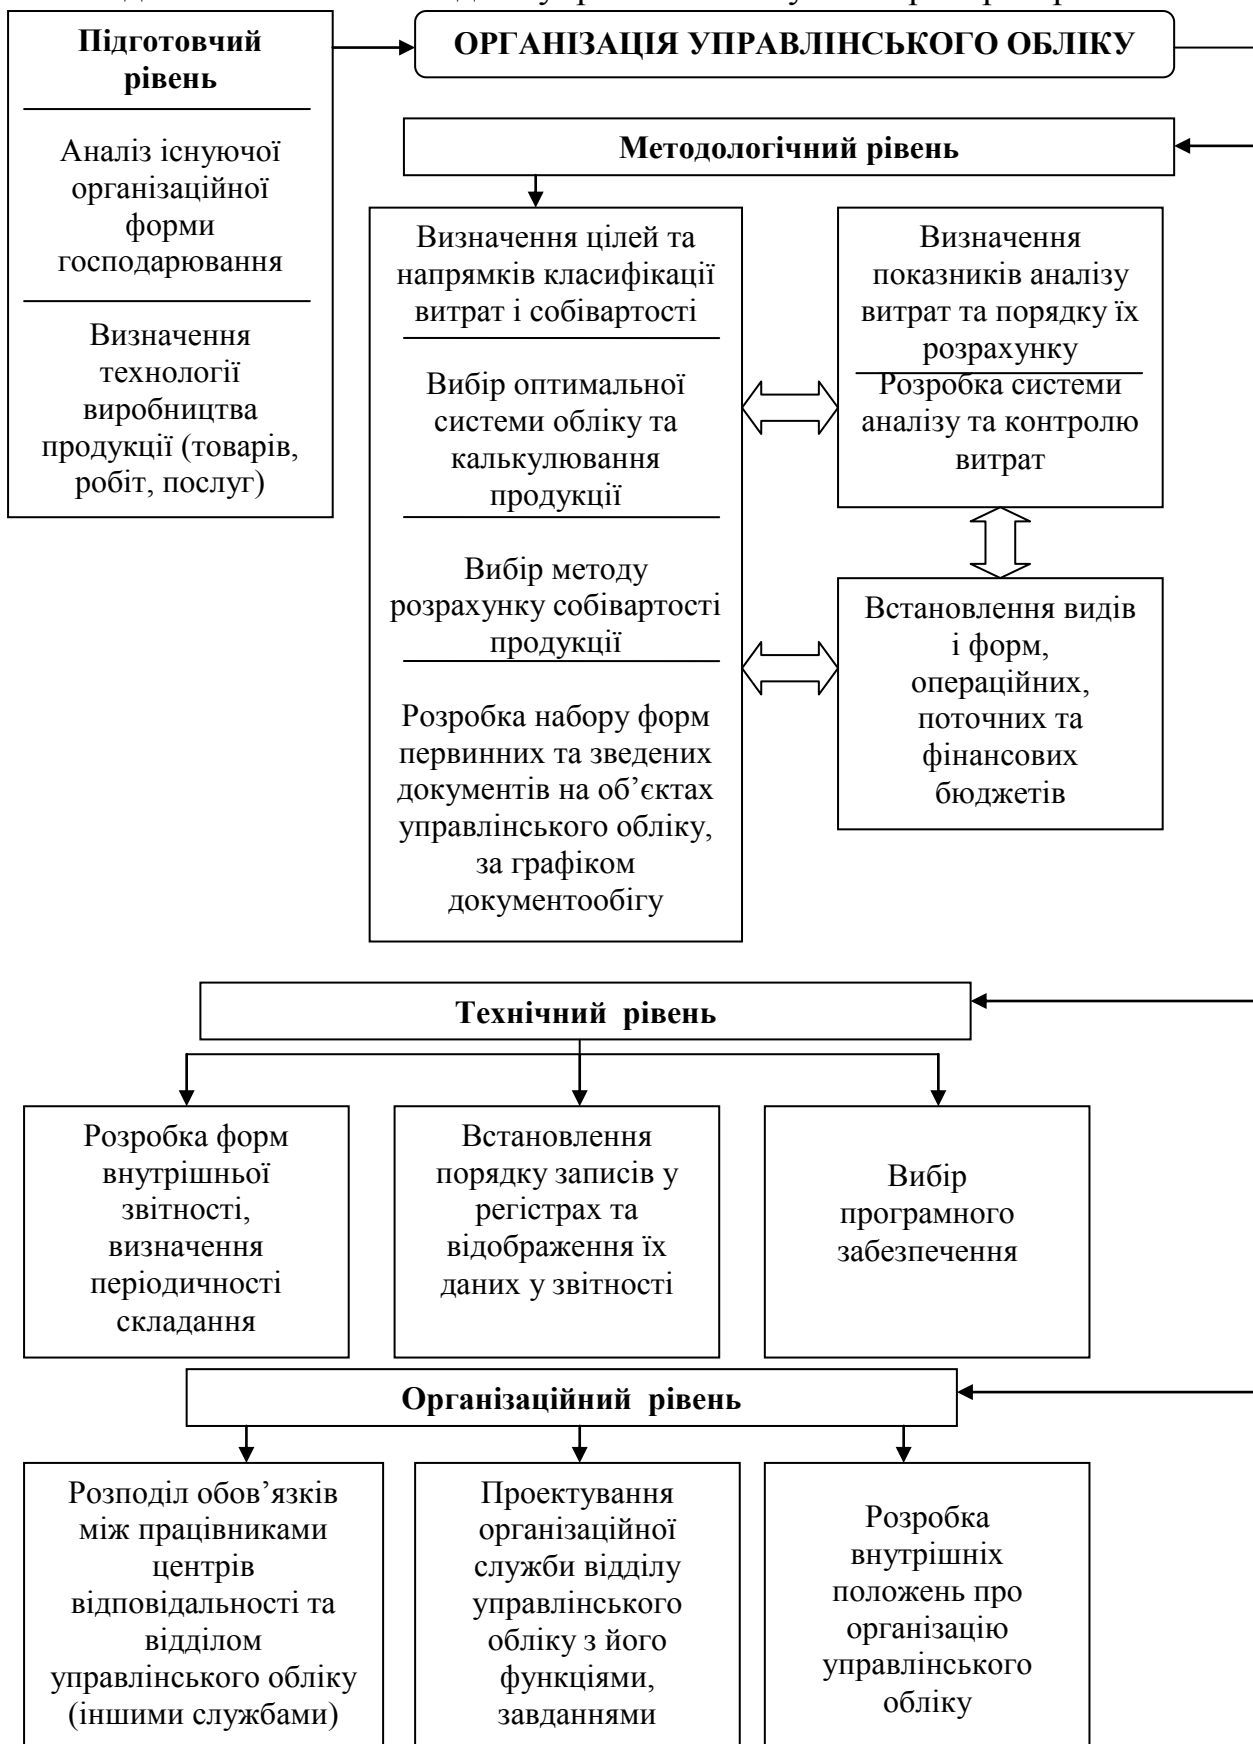 Підготовчий
рівень
Аналіз існуючої
організаційної
форми
господарювання
Визначення
технології
виробництва
продукції (товарів,
робіт, послуг)
ОРГАНІЗАЦІЯ УПРАВЛІНСЬКОГО ОБЛІКУ
Методологічний рівень
Визначення цілей та
напрямків класифікації
витрат і собівартості
Вибір оптимальної
системи обліку та
калькулювання
продукції
Вибір методу
розрахунку собівартості
продукції
Розробка набору форм
первинних та зведених
документів на об’єктах
управлінського обліку,
за графіком
документообігу
Визначення
показників аналізу
витрат та порядку їх
розрахунку
Розробка системи
аналізу та контролю
витрат
Встановлення видів
і форм,
операційних,
поточних та
фінансових
бюджетів
Технічний рівень
Розробка форм
внутрішньої
звітності,
визначення
періодичності
складання
Встановлення
порядку записів у
регістрах та
відображення їх
даних у звітності
Вибір
програмного
забезпечення
Організаційний рівень
Розподіл обов’язків
між працівниками
центрів
відповідальності та
відділом
управлінського обліку
(іншими службами)
Проектування
організаційної
служби відділу
управлінського
обліку з його
функціями,
завданнями
Розробка
внутрішніх
положень про
організацію
управлінського
обліку